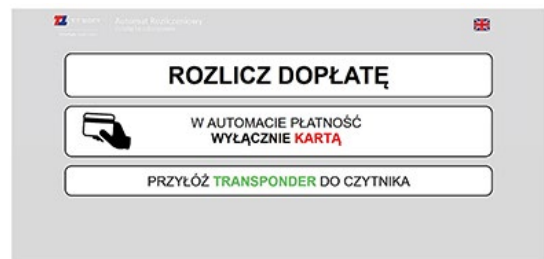 Automat Rozliczeniowy
ROZLICZ DOPŁATĘ
W AUTOMACIE PŁATNOŚĆ
WYŁĄCZNIE KARTĄ
PRZYŁÓŻ TRANSPONDER DO CZYTNIKA